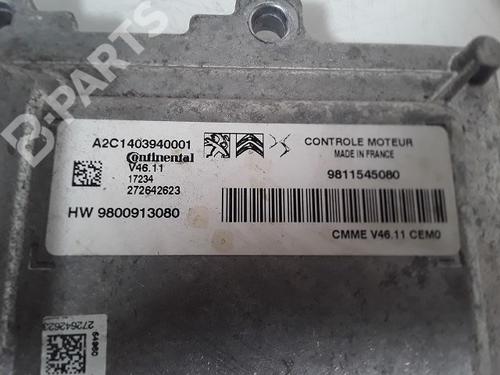 B-PARTS
A2C1403940001
Continental
V46.11
17234
272642623
HW 9800913080
CONTROLE MOTEUR
MADE IN FRANCE
9811545080
CMME V46.11 CEM0
272642623